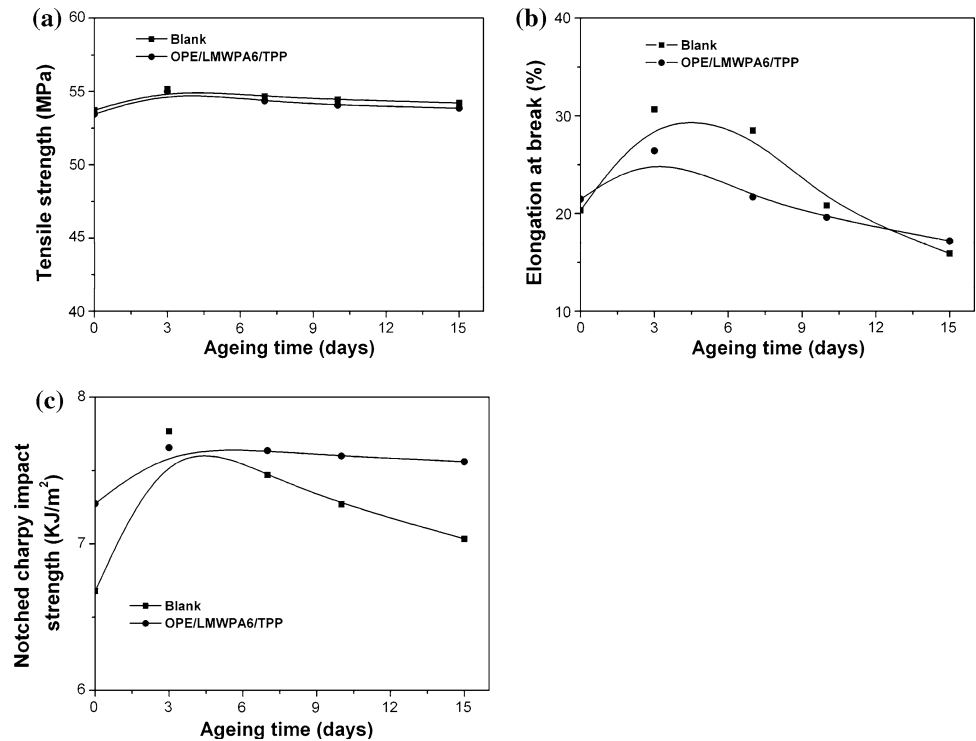 (a)
60
55
50
45
40
Tensile strength (MPa)
Blank
OPE/LMWPA6/TPP
0 3 6 9 12 15
Ageing time (days)
(b)
40
30
20
10
Elongation at break (%)
Blank
OPE/LMWPA6/TPP
0 3 6 9 12 15
Ageing time (days)
(c)
8
7
6
Notched charpy impact
strength (KJ/m²)
Blank
OPE/LMWPA6/TPP
0 3 6 9 12 15
Ageing time (days)